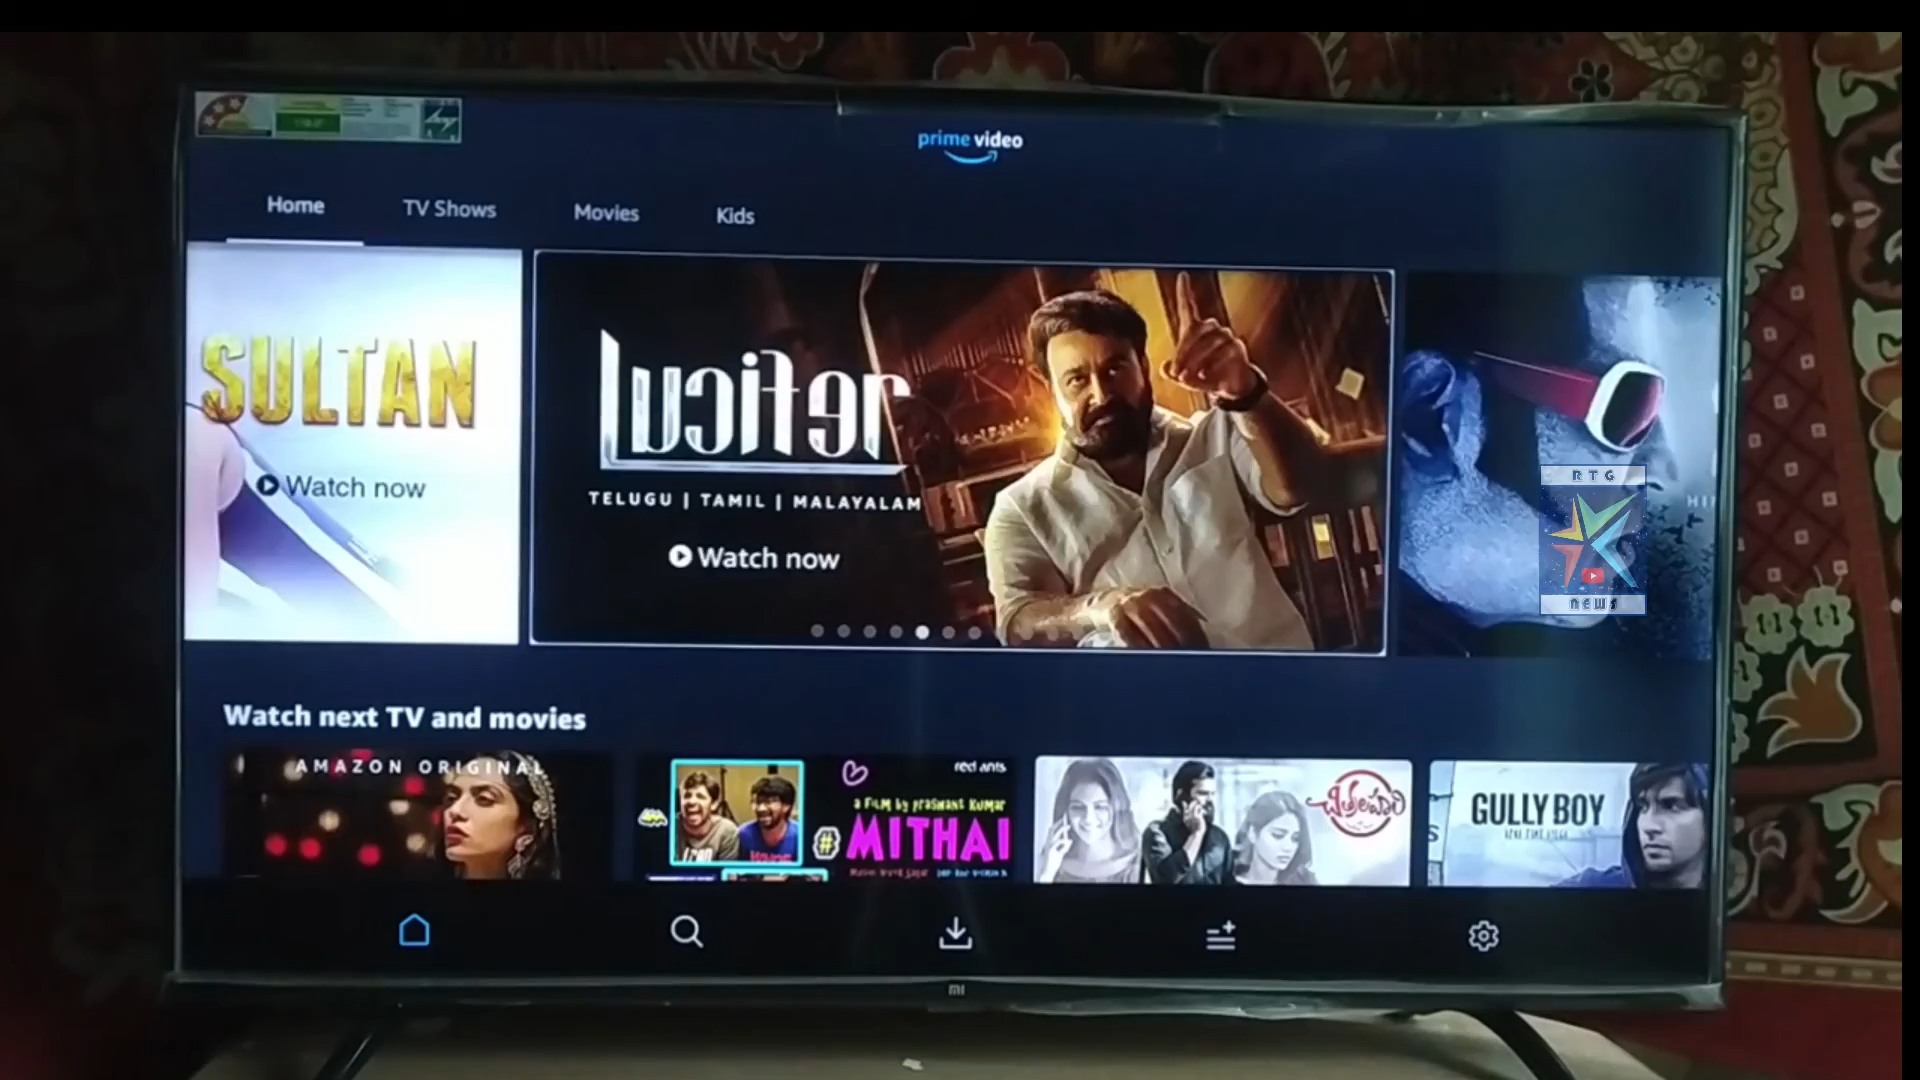 prime video
Home
TV Shows
Movies
Kids
SULTAN
Watch now
lucifer
TELUGU | TAMIL | MALAYALAM
Watch now
RTG
NEWS
Watch next TV and movies
AMAZON ORIGINAL
red ants
a FILM by PRASHANT KUMAR
# MITHAI
చిత్రలహరి
GULLY BOY
MI